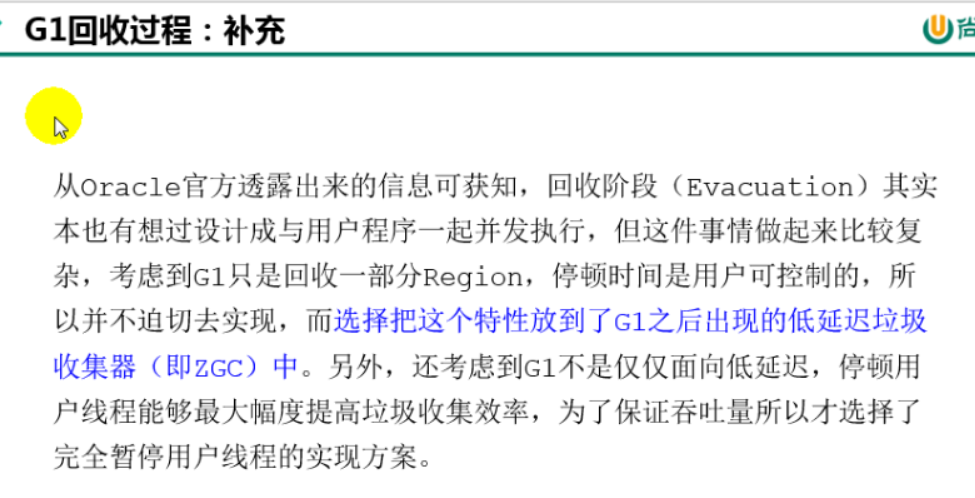 G1回收过程：补充
尚
从Oracle官方透露出来的信息可获知，回收阶段（Evacuation）其实
本也有想过设计成与用户程序一起并发执行，但这件事情做起来比较复
杂，考虑到G1只是回收一部分Region，停顿时间是用户可控制的，所
以并不迫切去实现，而选择把这个特性放到了G1之后出现的低延迟垃圾
收集器（即ZGC）中。另外，还考虑到G1不是仅仅面向低延迟，停顿用
户线程能够最大幅度提高垃圾收集效率，为了保证吞吐量所以才选择了
完全暂停用户线程的实现方案。